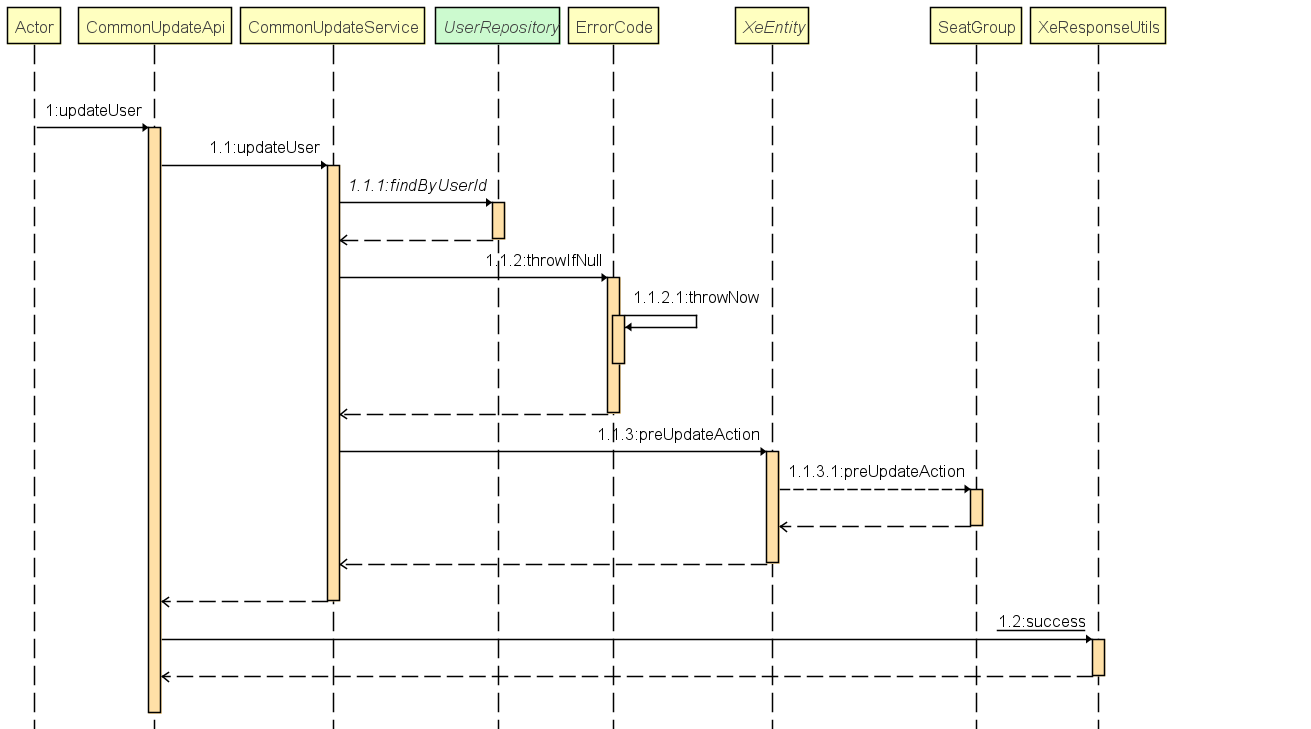 Actor
CommonUpdateApi
CommonUpdateService
UserRepository
ErrorCode
XeEntity
SeatGroup
XeResponseUtils
1:updateUser
1.1:updateUser
1.1.1:findByUserId
1.1.2:throwIfNull
1.1.2.1:throwNow
1.1.3:preUpdateAction
1.1.3.1:preUpdateAction
1.2:success